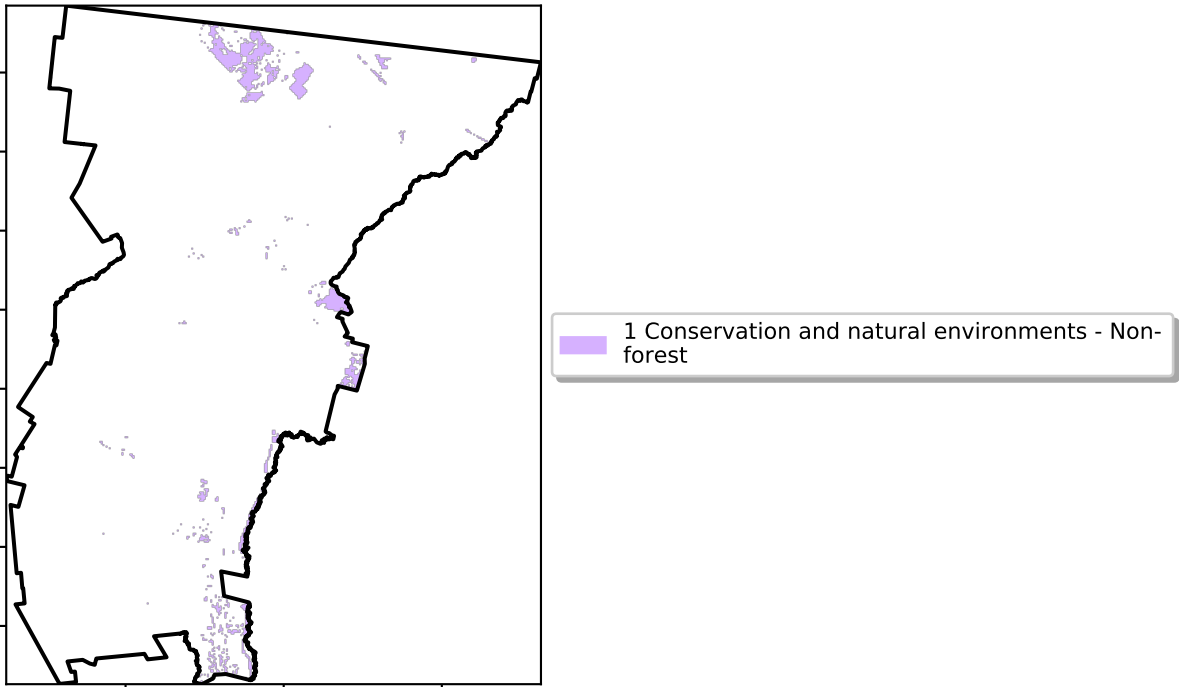 1 Conservation and natural environments - Non-
forest